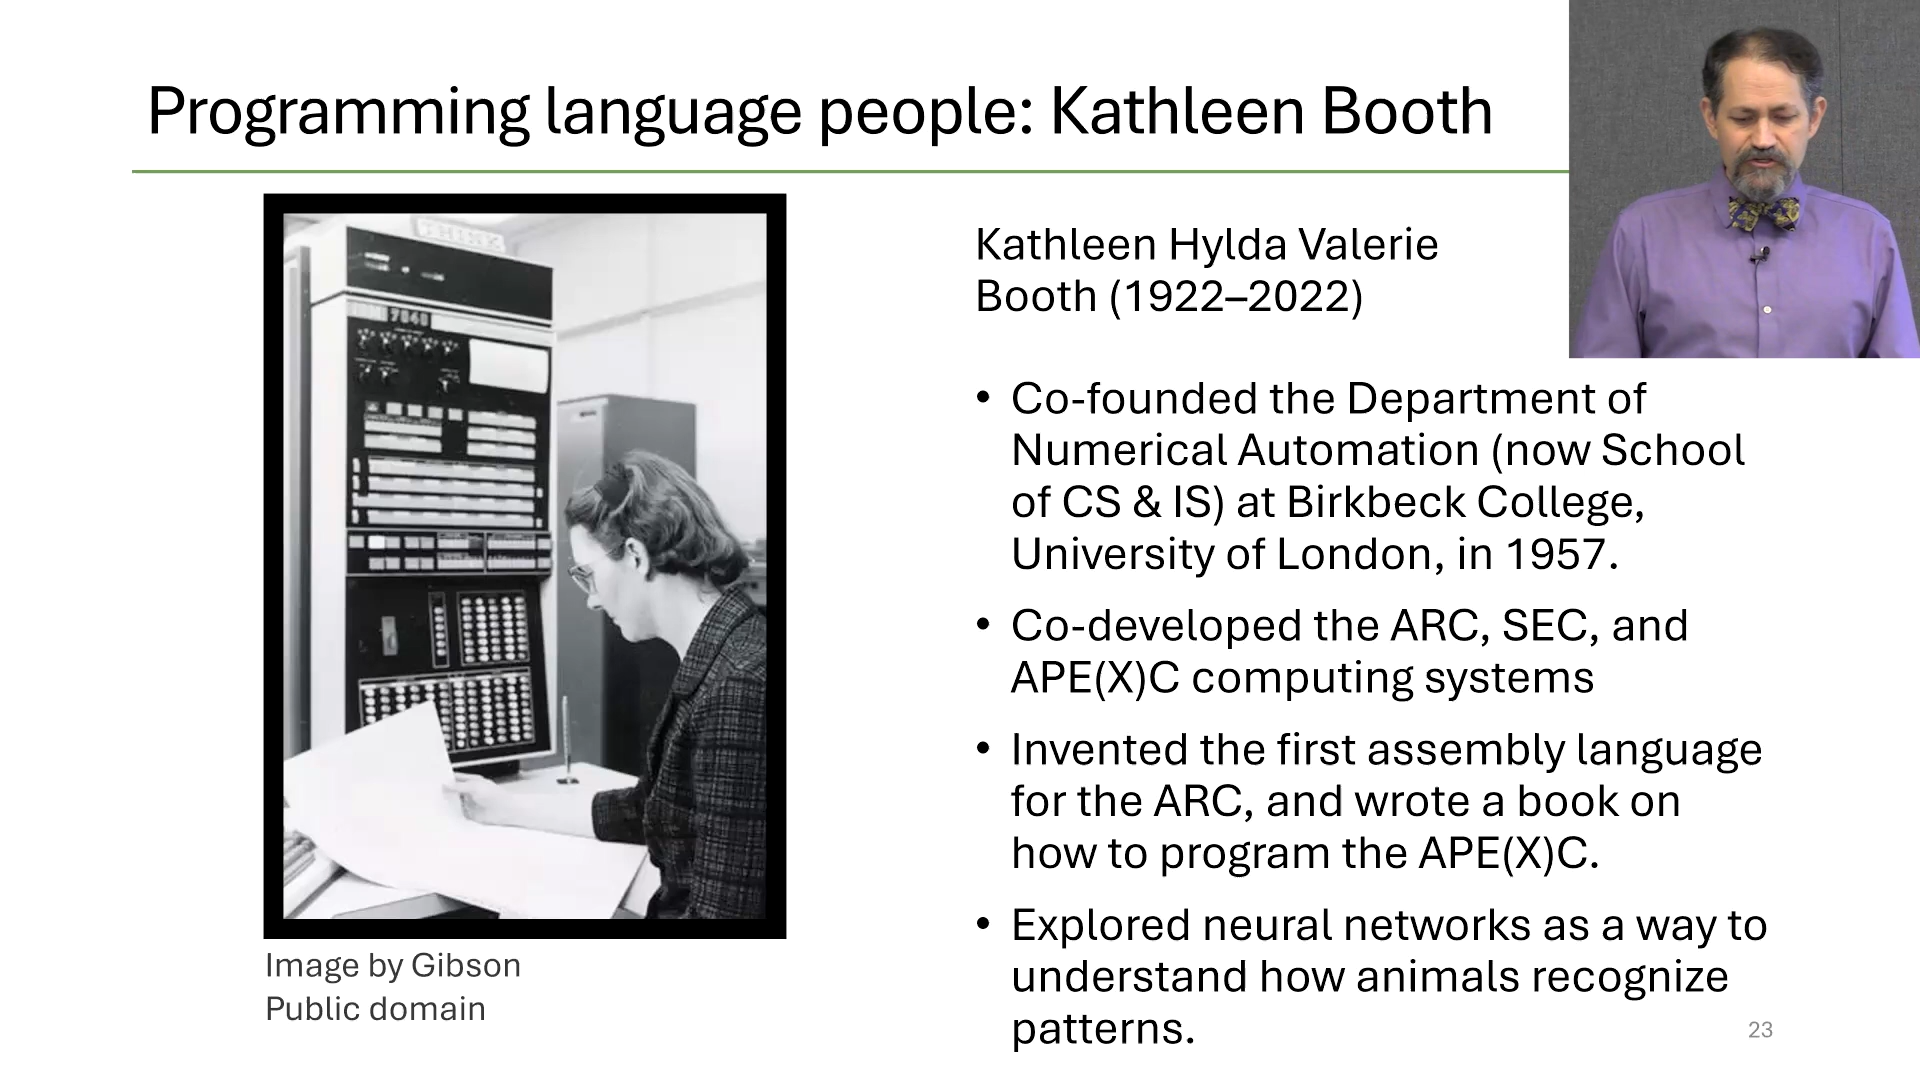 Programming language people: Kathleen Booth
THINK
7040
Image by Gibson
Public domain
Kathleen Hylda Valerie
Booth (1922–2022)
• Co-founded the Department of
Numerical Automation (now School
of CS & IS) at Birkbeck College,
University of London, in 1957.
• Co-developed the ARC, SEC, and
APE(X)C computing systems
• Invented the first assembly language
for the ARC, and wrote a book on
how to program the APE(X)C.
• Explored neural networks as a way to
understand how animals recognize
patterns.
23